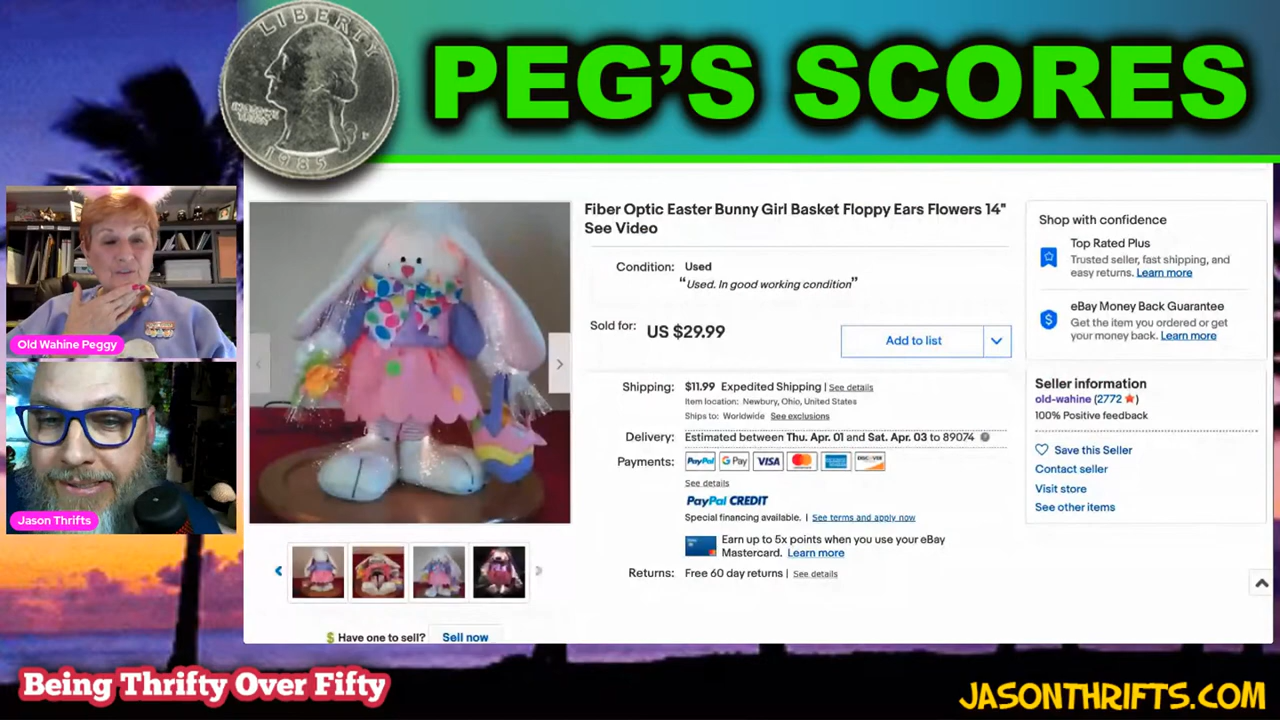 LIBERTY
1985
PEG'S SCORES
Fiber Optic Easter Bunny Girl Basket Floppy Ears Flowers 14"
See Video
Condition: Used
"Used. In good working condition"
Sold for: US $29.99
Add to list
Shipping: $11.99 Expedited Shipping | See details
Item location: Newbury, Ohio, United States
Ships to: Worldwide See exclusions
Delivery: Estimated between Thu. Apr. 01 and Sat. Apr. 03 to 89074
Payments: PayPal G Pay VISA mastercard AMERICAN EXPRESS DISCOVER
See details
PayPal CREDIT
Special financing available. | See terms and apply now
Earn up to 5x points when you use your eBay
Mastercard. Learn more
Returns: Free 60 day returns | See details
Shop with confidence
Top Rated Plus
Trusted seller, fast shipping, and
easy returns. Learn more
eBay Money Back Guarantee
Get the item you ordered or get
your money back. Learn more
Seller information
old-wahine (2772)
100% Positive feedback
Save this Seller
Contact seller
Visit store
See other items
$ Have one to sell? Sell now
Old Wahine Peggy
Jason Thrifts
Being Thrifty Over Fifty
JASONTHRIFTS.COM